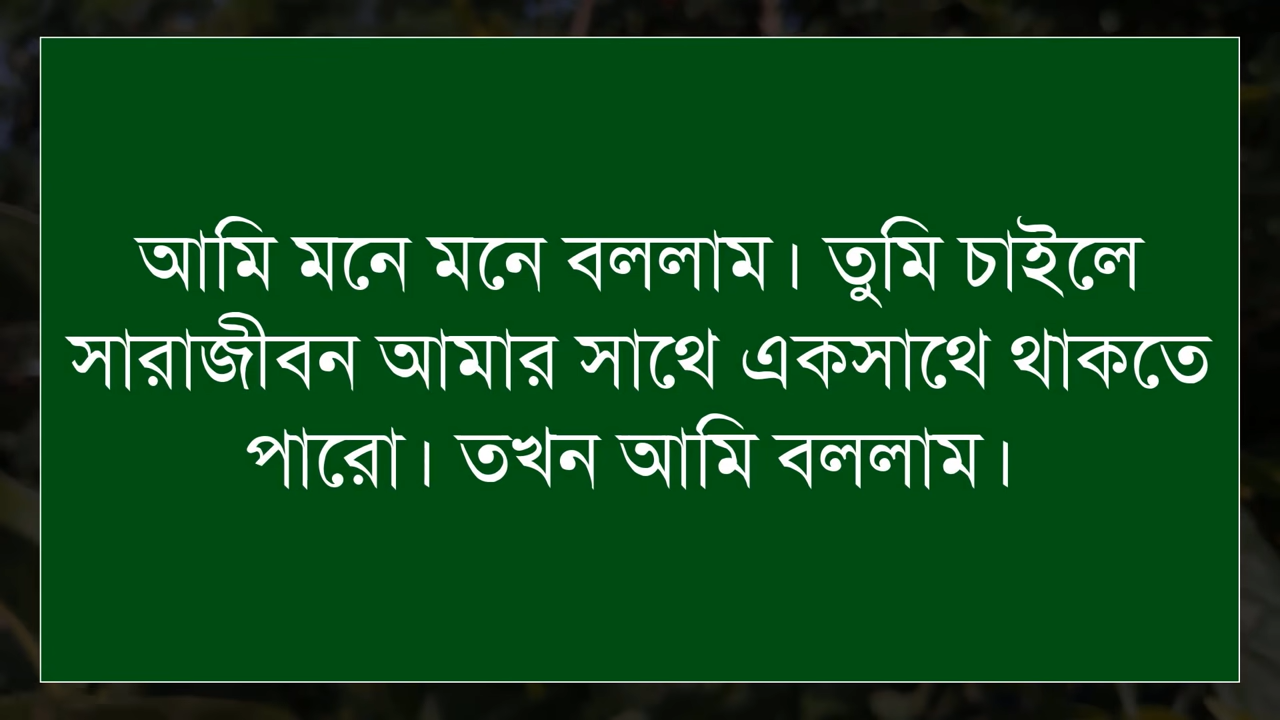 আমি মনে মনে বললাম। তুমি চাইলে
সারাজীবন আমার সাথে একসাথে থাকতে
পারো। তখন আমি বললাম।